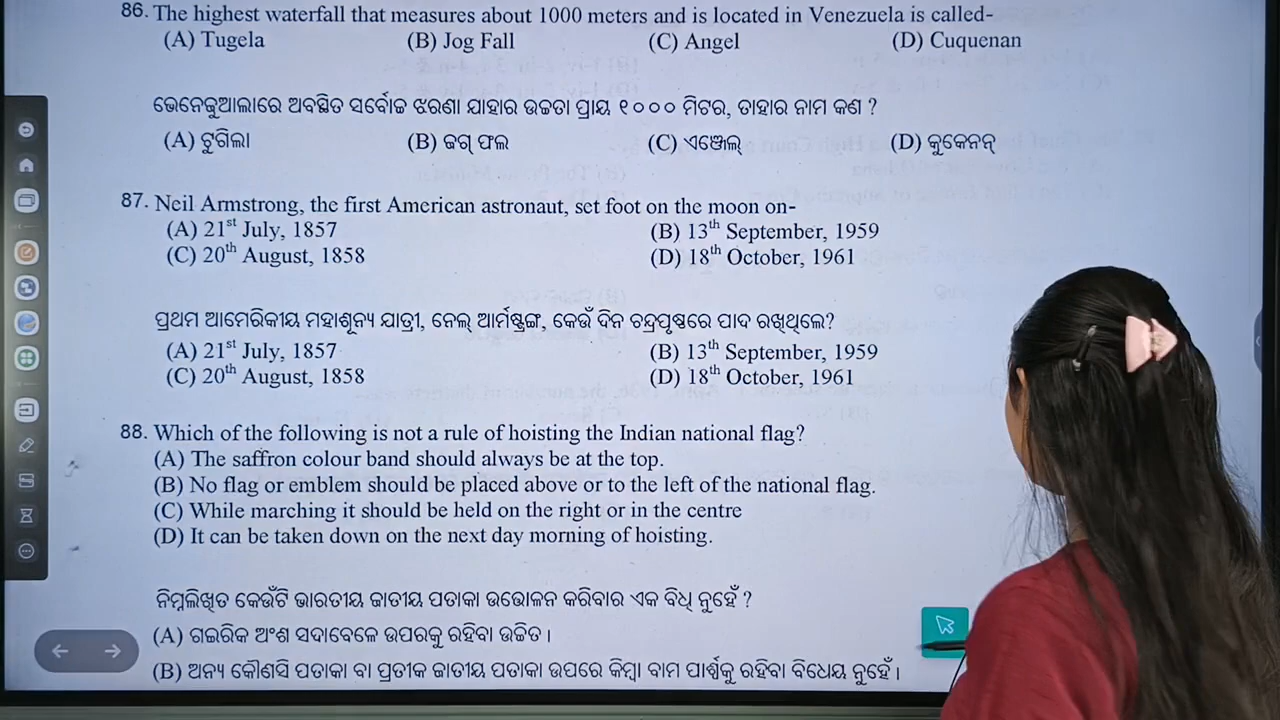 86. The highest waterfall that measures about 1000 meters and is located in Venezuela is called-
(A) Tugela (B) Jog Fall (C) Angel (D) Cuquenan
ଭେନେଜୁଆଲାରେ ଅବସ୍ଥିତ ସର୍ବୋଚ୍ଚ ଝରଣା ଯାହାର ଉଚ୍ଚତା ପ୍ରାୟ ୧୦୦୦ ମିଟର, ତାହାର ନାମ କଣ ?
(A) ଟୁଗିଲା (B) ଜଗ୍ ଫଲ (C) ଏଞ୍ଜେଲ୍ (D) କୁକେନନ୍
87. Neil Armstrong, the first American astronaut, set foot on the moon on-
(A) 21st July, 1857 (B) 13th September, 1959
(C) 20th August, 1858 (D) 18th October, 1961
ପ୍ରଥମ ଆମେରିକୀୟ ମହାଶୂନ୍ୟ ଯାତ୍ରୀ, ନେଲ୍ ଆର୍ମଷ୍ଟ୍ରଙ୍ଗ, କେଉଁ ଦିନ ଚନ୍ଦ୍ରପୃଷ୍ଠରେ ପାଦ ରଖିଥିଲେ?
(A) 21st July, 1857 (B) 13th September, 1959
(C) 20th August, 1858 (D) 18th October, 1961
88. Which of the following is not a rule of hoisting the Indian national flag?
(A) The saffron colour band should always be at the top.
(B) No flag or emblem should be placed above or to the left of the national flag.
(C) While marching it should be held on the right or in the centre
(D) It can be taken down on the next day morning of hoisting.
ନିମ୍ନଲିଖିତ କେଉଁଟି ଭାରତୀୟ ଜାତୀୟ ପତାକା ଉତ୍ତୋଳନ କରିବାର ଏକ ବିଧି ନୁହେଁ ?
(A) ଗଇରିକ ଅଂଶ ସଦାବେଳେ ଉପରକୁ ରହିବା ଉଚିତ।
(B) ଅନ୍ୟ କୌଣସି ପତାକା ବା ପ୍ରତୀକ ଜାତୀୟ ପତାକା ଉପରେ କିମ୍ବା ବାମ ପାର୍ଶ୍ୱକୁ ରହିବା ବିଧେୟ ନୁହେଁ।